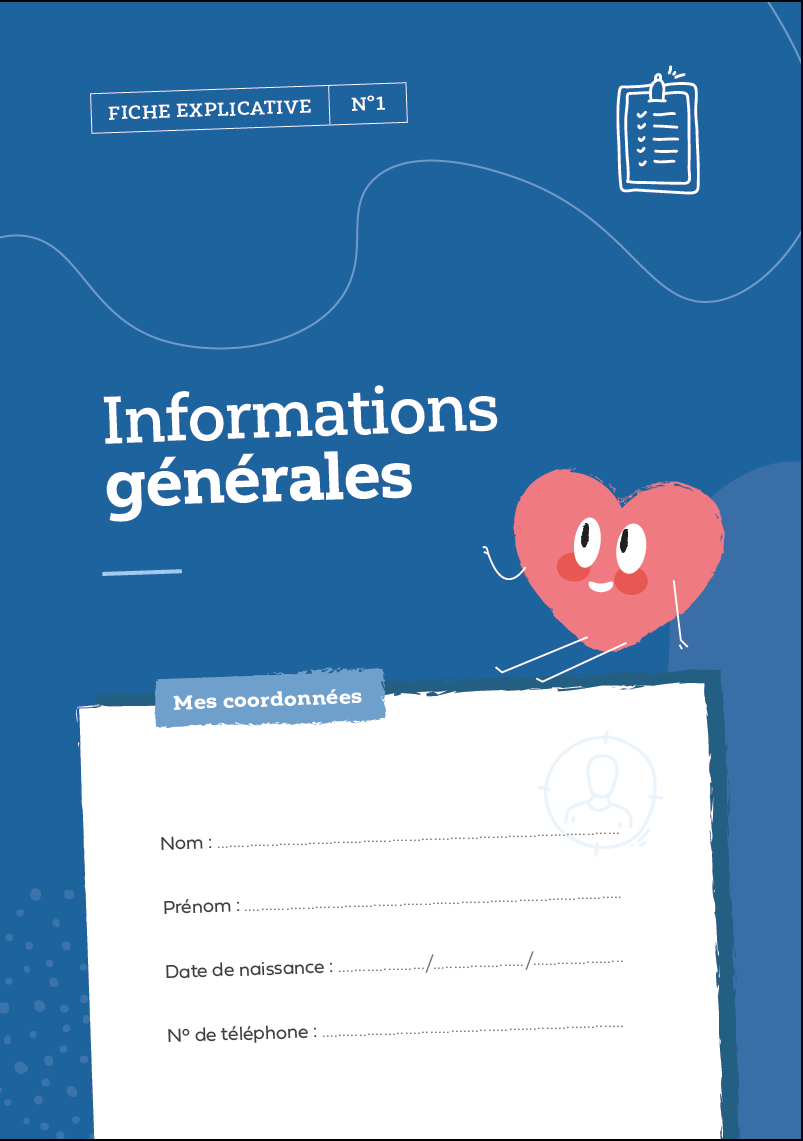 FICHE EXPLICATIVE N°1
Informations
générales
Mes coordonnées
Nom : ................................................................
Prénom : ................................................................
Date de naissance : ..................../..................../....................
N° de téléphone : ................................................................